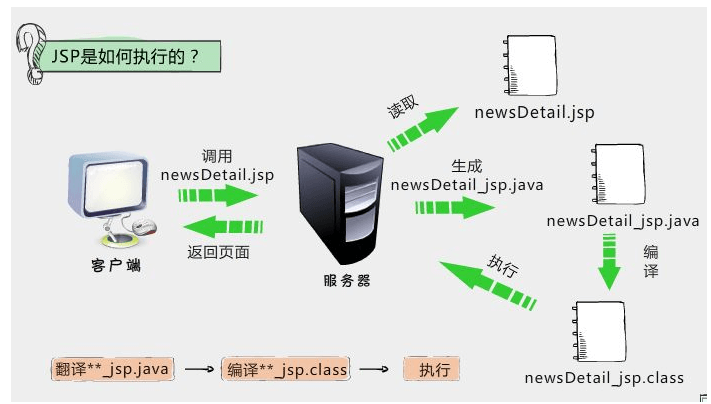 JSP是如何执行的？
读取
newsDetail.jsp
调用
newsDetail.jsp
生成
newsDetail_jsp.java
newsDetail_jsp.java
返回页面
客户端
服务器
执行
编译
newsDetail_jsp.class
翻译**_jsp.java
编译**_jsp.class
执行